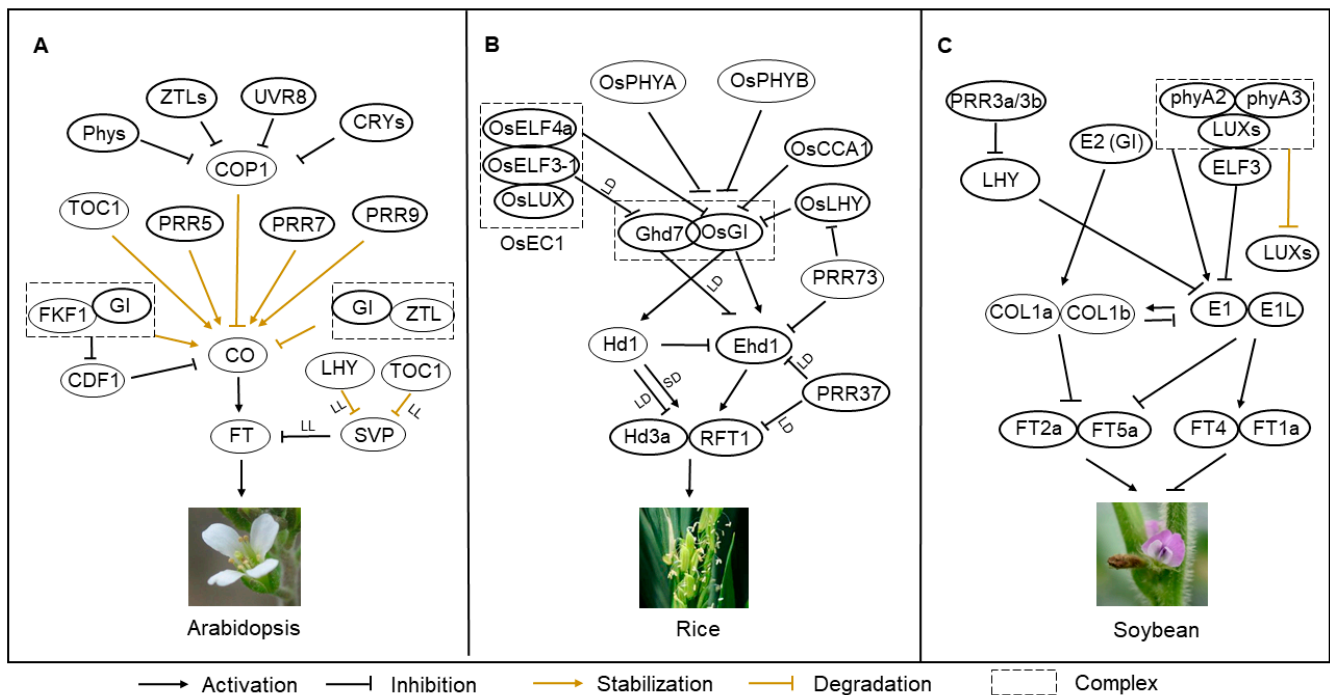 A
ZTLs
UVR8
Phys
CRYs
COP1
TOC1
PRR5
PRR7
PRR9
FKF1
GI
GI
ZTL
CO
CDF1
LHY
TOC1
LL
LL
FT
LL
SVP
Arabidopsis
B
OsPHYA
OsPHYB
OsELF4a
OsELF3-1
OsLUX
OsEC1
LD
OsCCA1
OsLHY
Ghd7
OsGI
PRR73
LD
Hd1
Ehd1
LD
SD
LD
PRR37
LD
Hd3a
RFT1
Rice
C
PRR3a/3b
phyA2
phyA3
LUXs
E2 (GI)
ELF3
LHY
LUXs
COL1a
COL1b
E1
E1L
FT2a
FT5a
FT4
FT1a
Soybean
Activation
Inhibition
Stabilization
Degradation
Complex